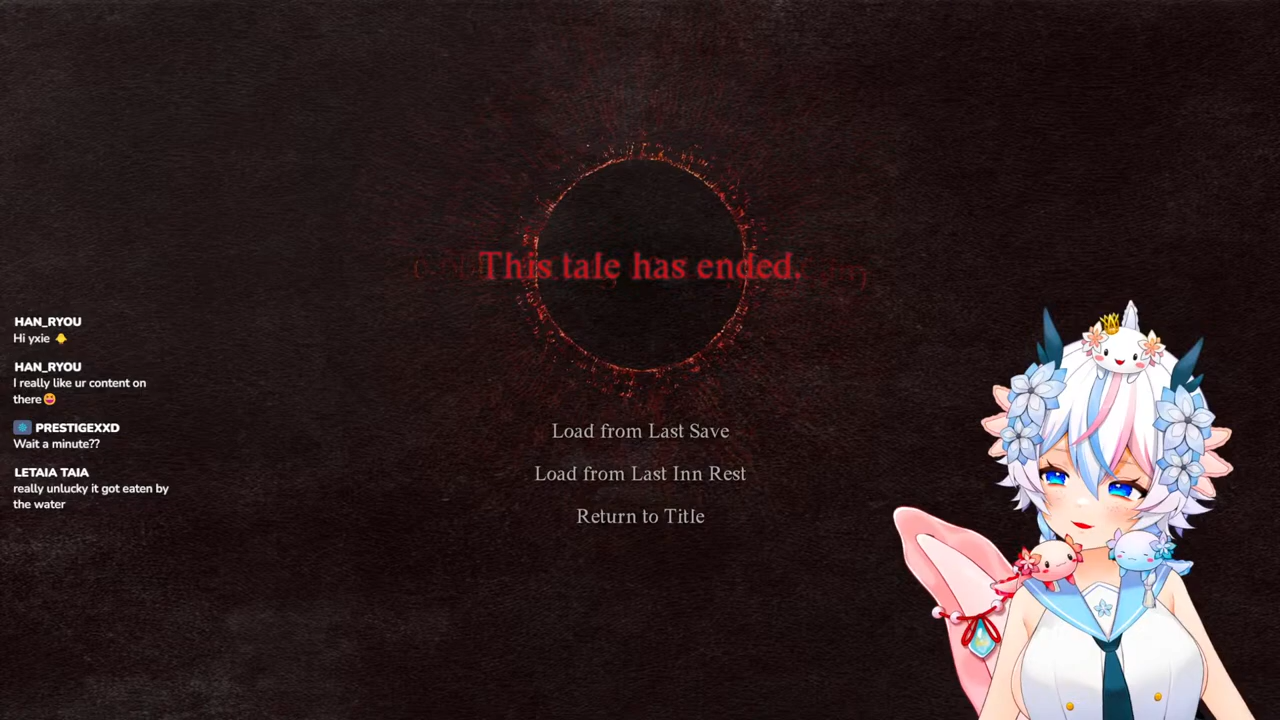 This tale has ended.
Load from Last Save
Load from Last Inn Rest
Return to Title
HAN_RYOU
Hi yxie
HAN_RYOU
I really like ur content on
there
PRESTIGEXXD
Wait a minute??
LETAIA TAIA
really unlucky it got eaten by
the water